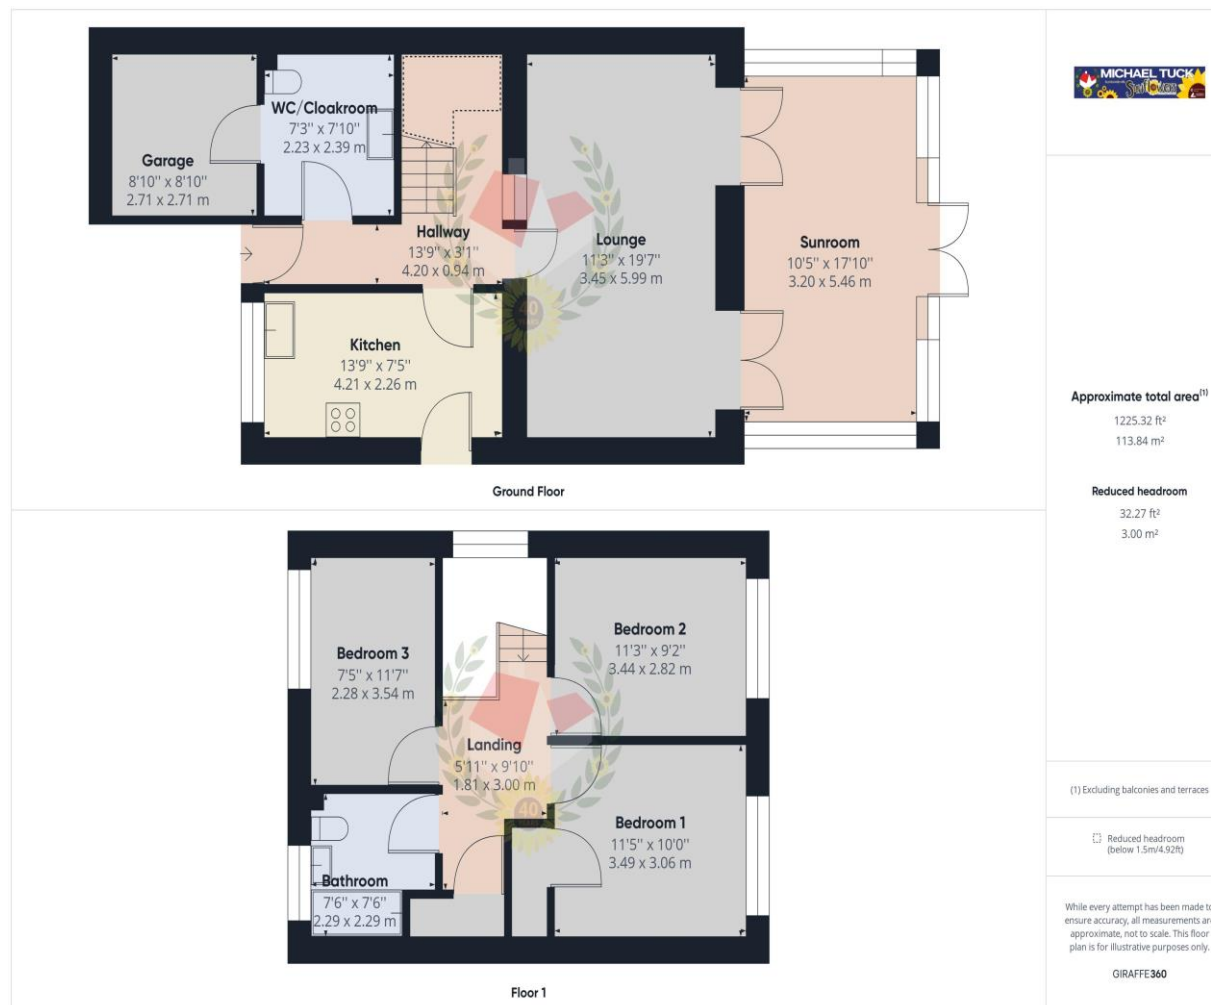 MICHAEL TUCK
Sunflowers
WC/Cloakroom
7'3'' x 7'10''
2.23 x 2.39 m
Garage
8'10'' x 8'10''
2.71 x 2.71 m
Hallway
13'9'' x 3'1''
4.20 x 0.94 m
Lounge
11'3'' x 19'7''
3.45 x 5.99 m
Sunroom
10'5'' x 17'10''
3.20 x 5.46 m
Kitchen
13'9'' x 7'5''
4.21 x 2.26 m
40
Ground Floor
Approximate total area(1)
1225.32 ft²
113.84 m²
Reduced headroom
32.27 ft²
3.00 m²
Bedroom 3
7'5'' x 11'7''
2.28 x 3.54 m
Bedroom 2
11'3'' x 9'2''
3.44 x 2.82 m
Landing
5'11'' x 9'10''
1.81 x 3.00 m
40
YEARS
Bedroom 1
11'5'' x 10'0''
3.49 x 3.06 m
Bathroom
7'6'' x 7'6''
2.29 x 2.29 m
Floor 1
(1) Excluding balconies and terraces
Reduced headroom
(below 1.5m/4.92ft)
While every attempt has been made to
ensure accuracy, all measurements are
approximate, not to scale. This floor
plan is for illustrative purposes only.
GIRAFFE360